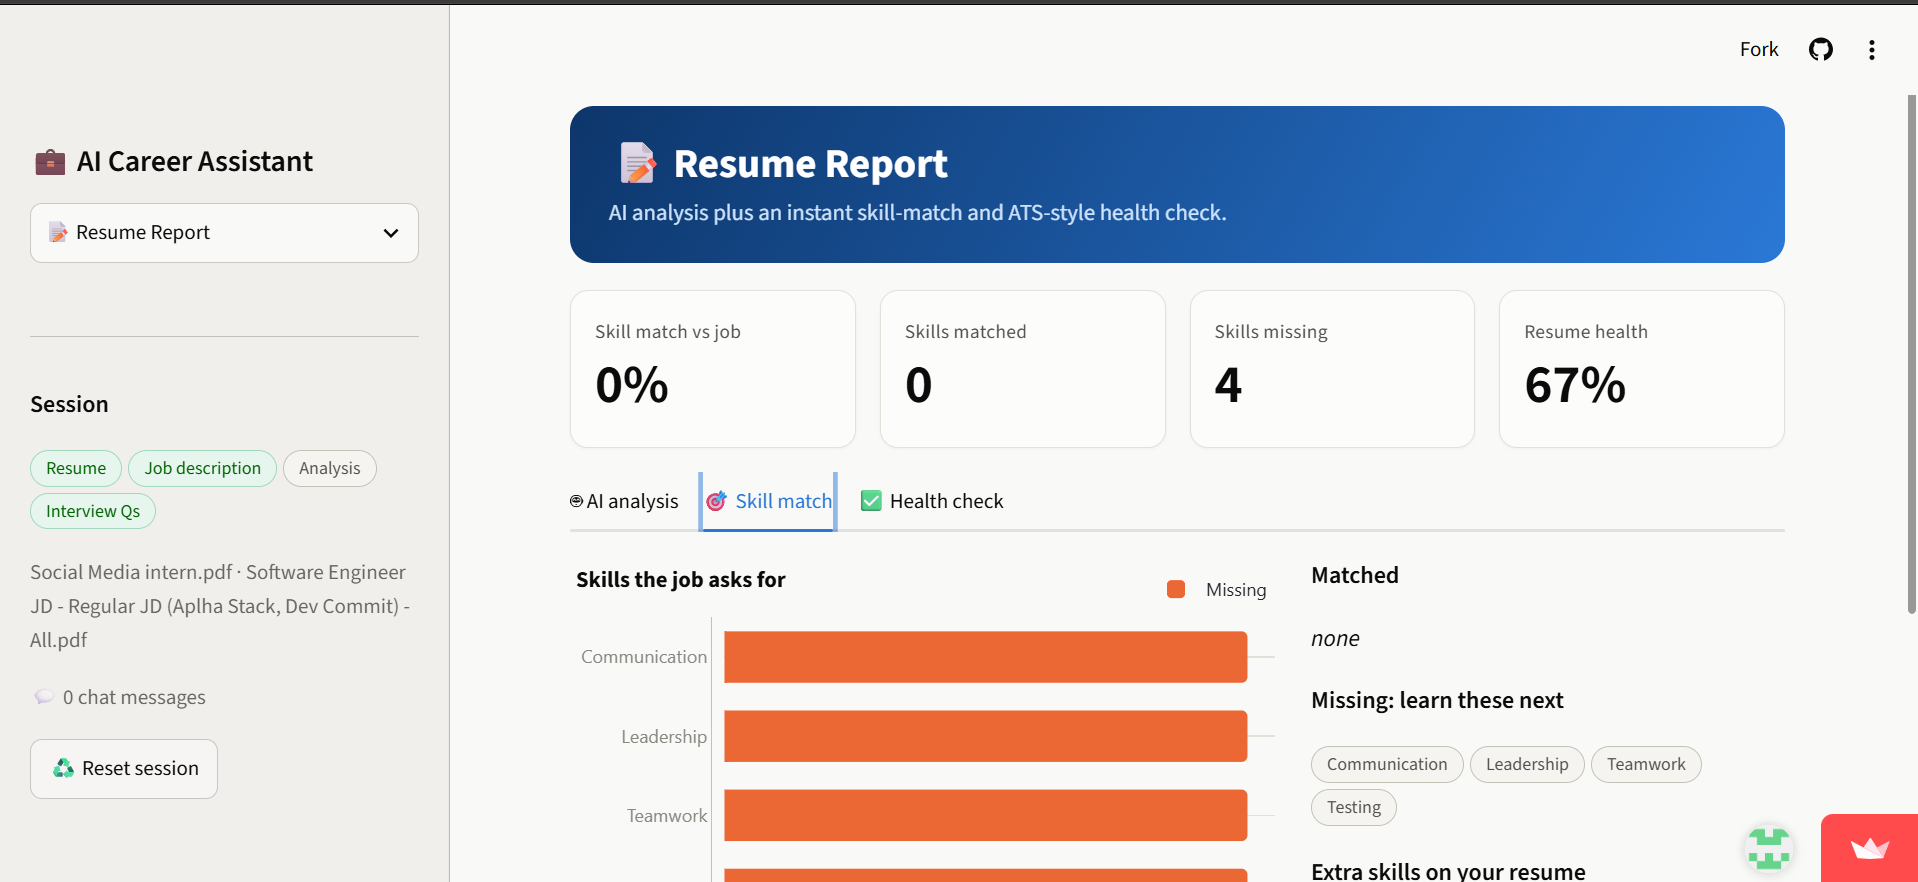 Fork
AI Career Assistant
Resume Report
Session
Resume
Job description
Analysis
Interview Qs
Social Media intern.pdf · Software Engineer
JD - Regular JD (Aplha Stack, Dev Commit) -
All.pdf
0 chat messages
Reset session
Resume Report
AI analysis plus an instant skill-match and ATS-style health check.
Skill match vs job
0%
Skills matched
0
Skills missing
4
Resume health
67%
AI analysis
Skill match
Health check
Skills the job asks for
Missing
Communication
Leadership
Teamwork
Matched
none
Missing: learn these next
Communication
Leadership
Teamwork
Testing
Extra skills on your resume